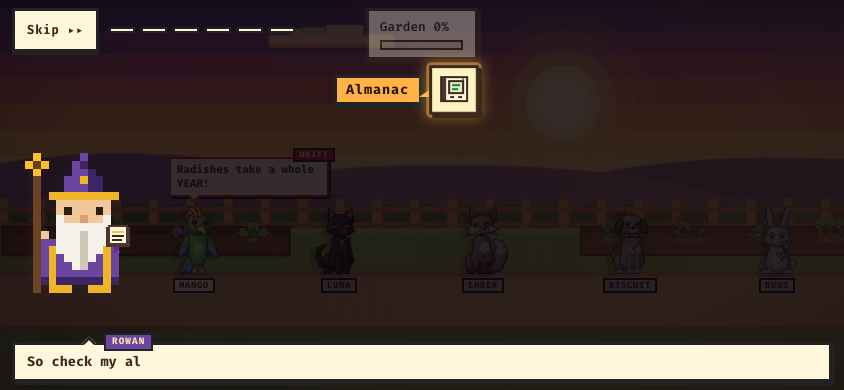 Skip ▸▸
Garden 0%
Almanac
DRIFT
Radishes take a whole
YEAR!
MANGO
LUNA
EMBER
BISCUIT
BUGS
ROWAN
So check my al